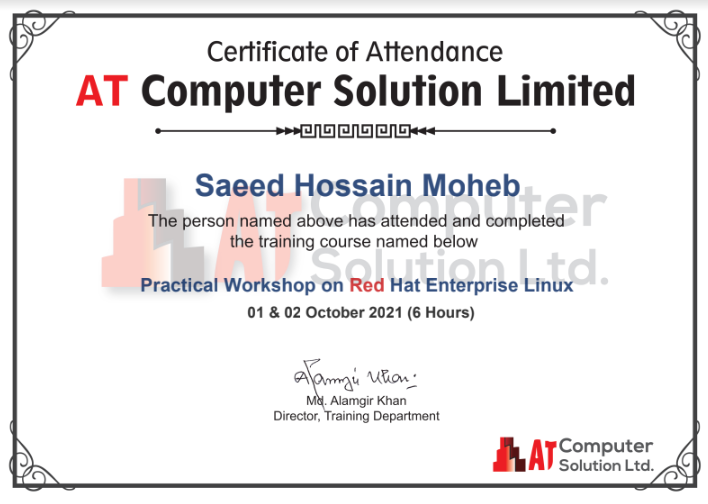 Certificate of Attendance
AT Computer Solution Limited
Saeed Hossain Moheb
The person named above has attended and completed
the training course named below
AT Computer
Solution Ltd.
Practical Workshop on Red Hat Enterprise Linux
01 & 02 October 2021 (6 Hours)
Alamgir Khan
Md. Alamgir Khan
Director, Training Department
AT Computer
Solution Ltd.